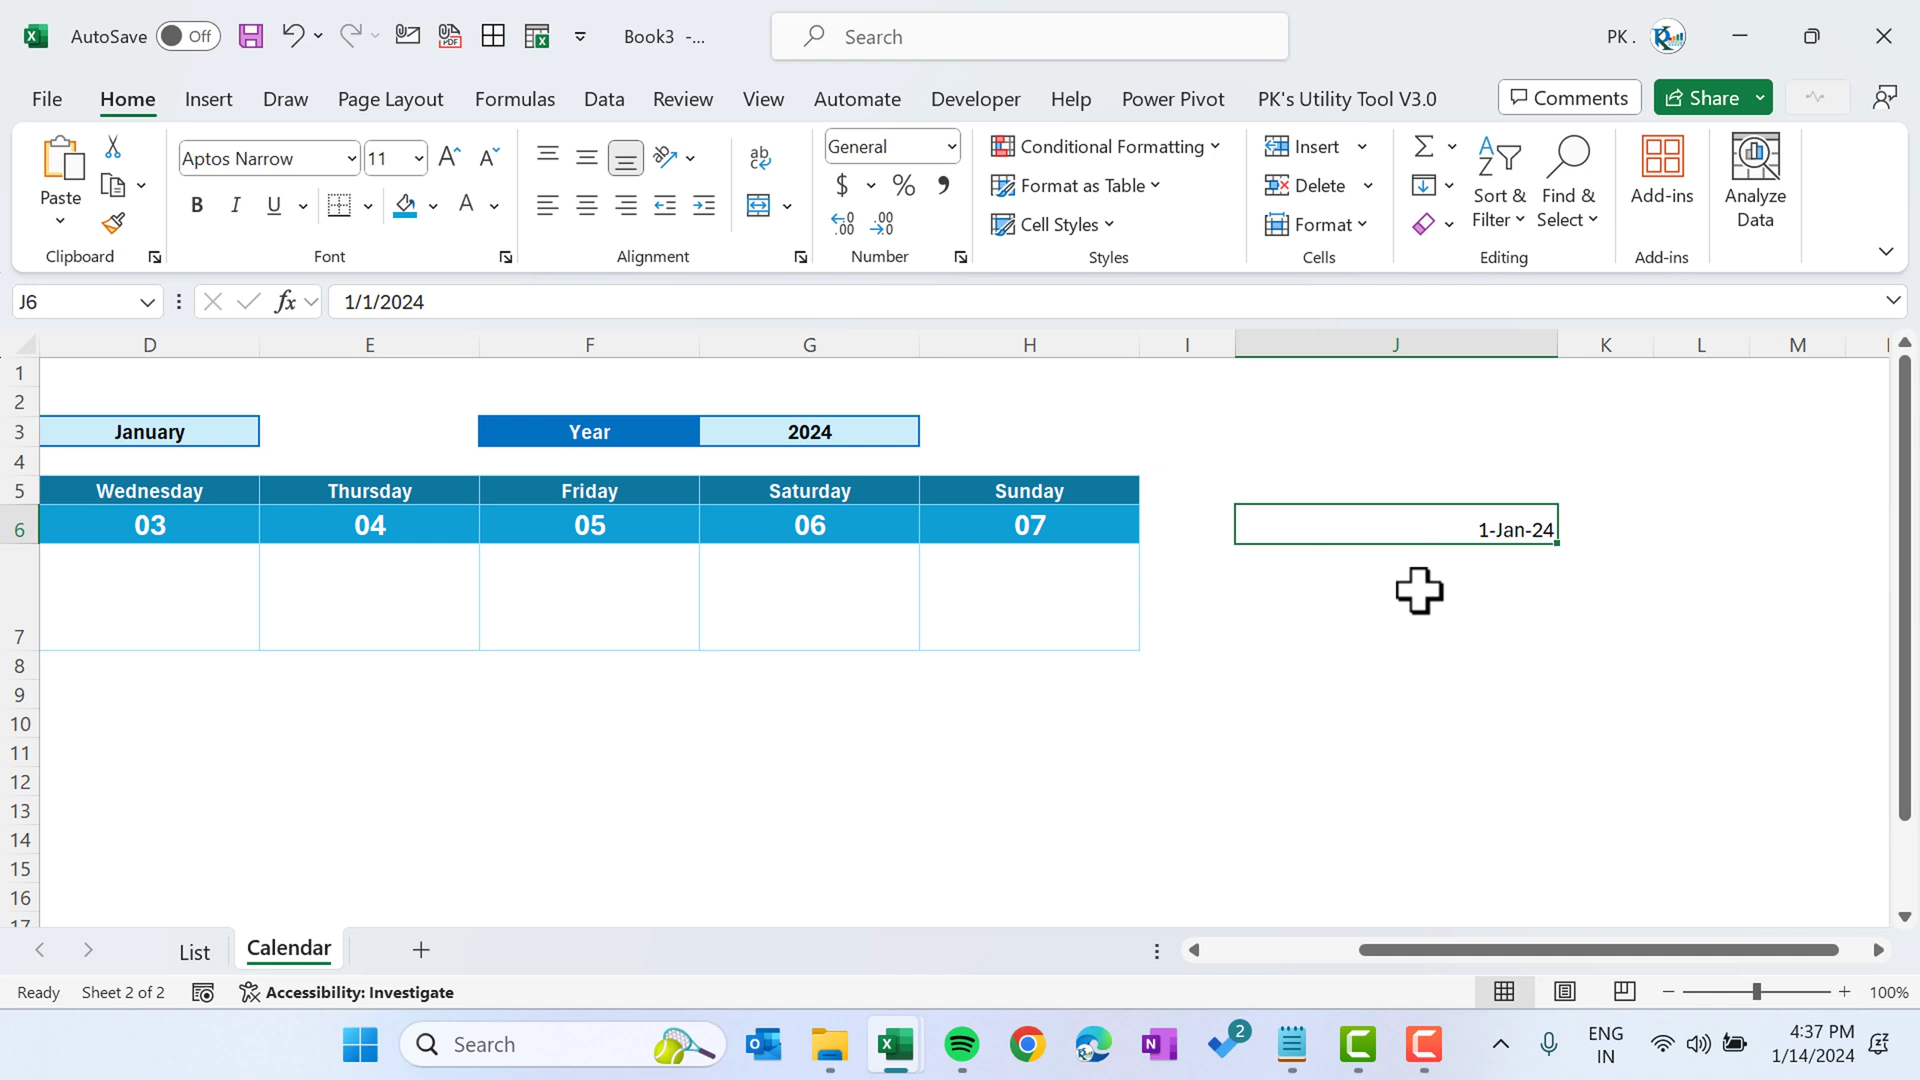 AutoSave Off Book3 -... Search PK .
File Home Insert Draw Page Layout Formulas Data Review View Automate Developer Help Power Pivot PK's Utility Tool V3.0 Comments Share
Paste
Clipboard
Aptos Narrow 11
B I U A
Font
ab
Alignment
General
$ % 9
Number
Conditional Formatting
Format as Table
Cell Styles
Styles
Insert
Delete
Format
Cells
Sort & Filter
Find & Select
Editing
Add-ins
Add-ins
Analyze Data
J6 fx 1/1/2024
D E F G H I J K L M
1
2
3 January Year 2024
4
5 Wednesday Thursday Friday Saturday Sunday
6 03 04 05 06 07 1-Jan-24
7
8
9
10
11
12
13
14
15
16
17
List Calendar
Ready Sheet 2 of 2 Accessibility: Investigate 100%
Search 2 ENG IN 4:37 PM 1/14/2024